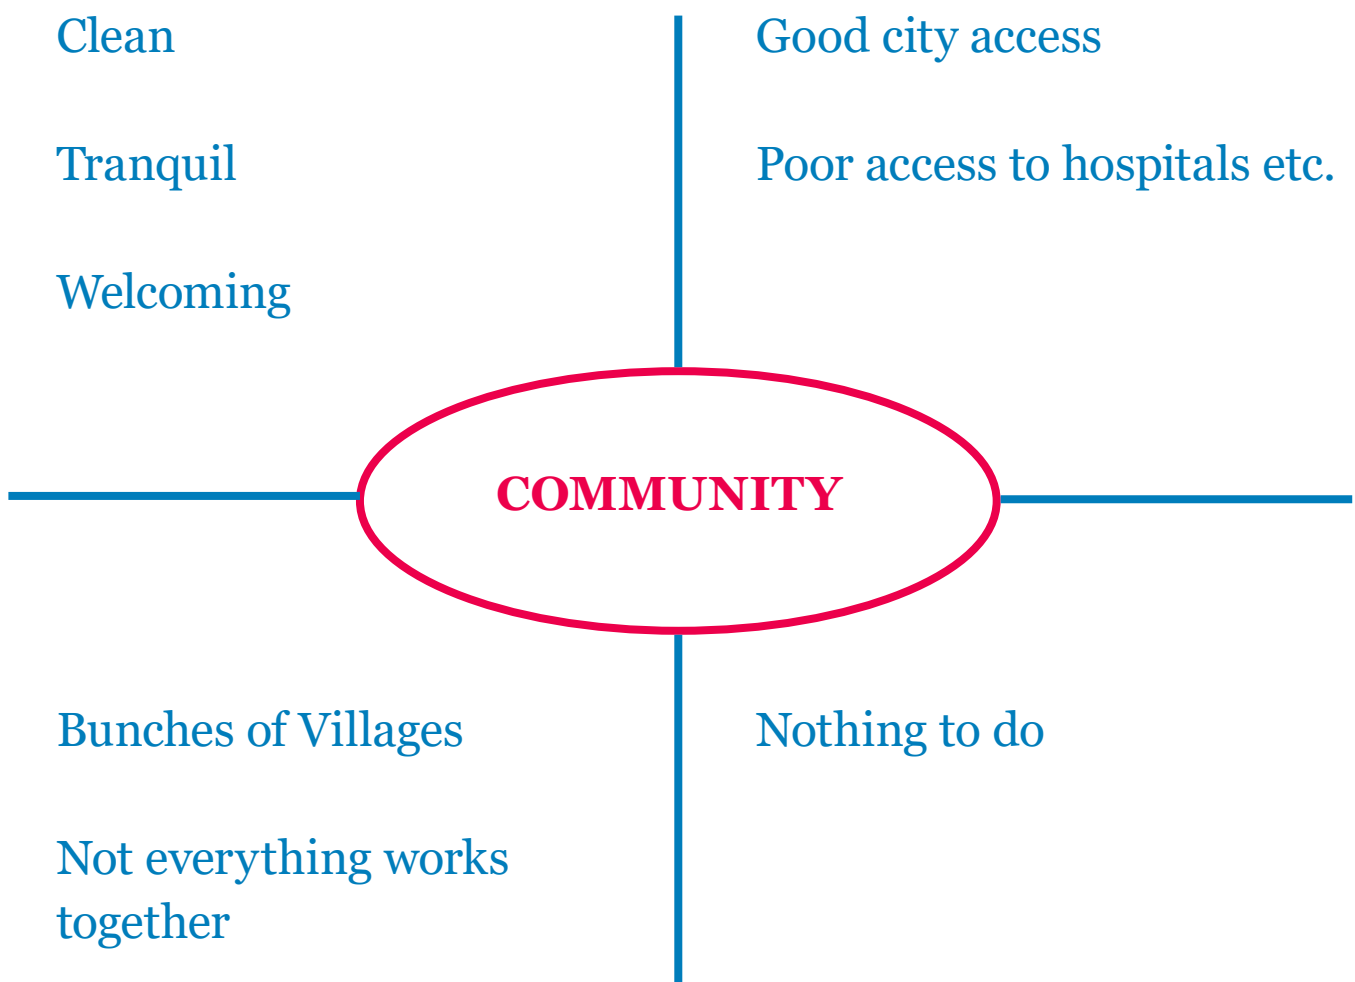 Clean
Tranquil
Welcoming
Good city access
Poor access to hospitals etc.
COMMUNITY
Bunches of Villages
Not everything works
together
Nothing to do